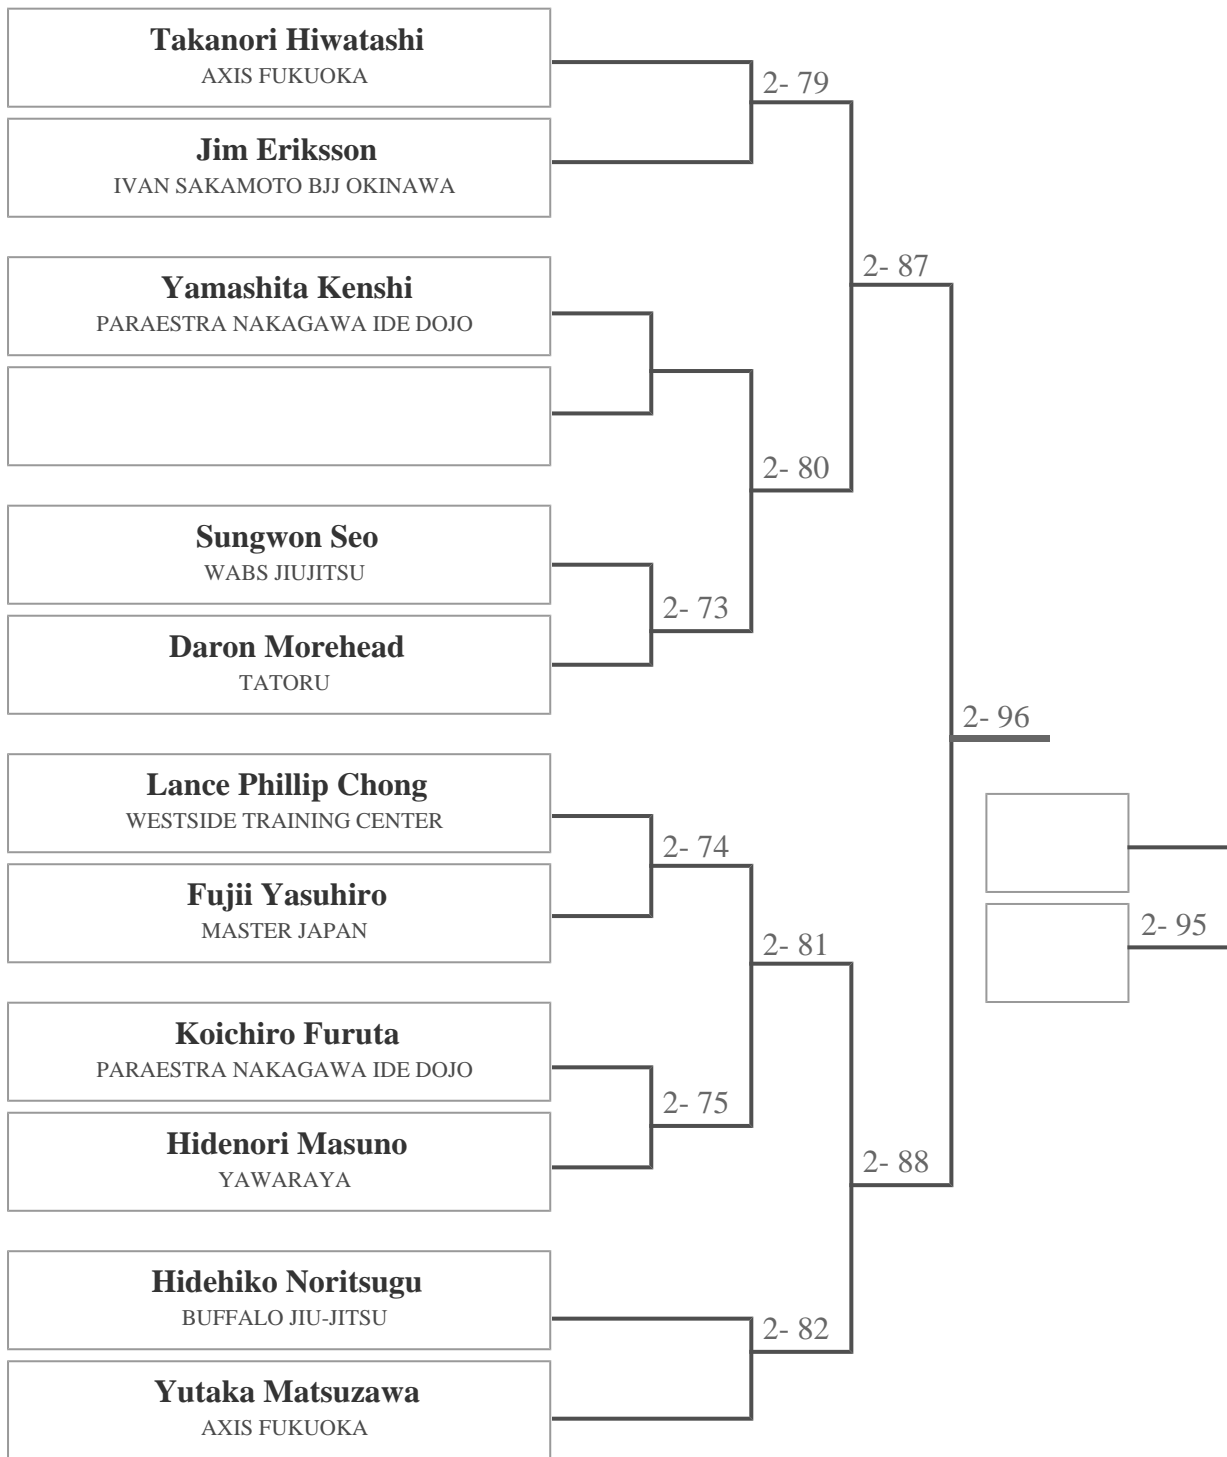 Takanori Hiwatashi
AXIS FUKUOKA
2- 79
Jim Eriksson
IVAN SAKAMOTO BJJ OKINAWA
2- 87
Yamashita Kenshi
PARAESTRA NAKAGAWA IDE DOJO
2- 80
Sungwon Seo
WABS JIUJITSU
2- 73
Daron Morehead
TATORU
2- 96
Lance Phillip Chong
WESTSIDE TRAINING CENTER
2- 74
Fujii Yasuhiro
MASTER JAPAN
2- 95
2- 81
Koichiro Furuta
PARAESTRA NAKAGAWA IDE DOJO
2- 75
Hidenori Masuno
YAWARAYA
2- 88
Hidehiko Noritsugu
BUFFALO JIU-JITSU
2- 82
Yutaka Matsuzawa
AXIS FUKUOKA